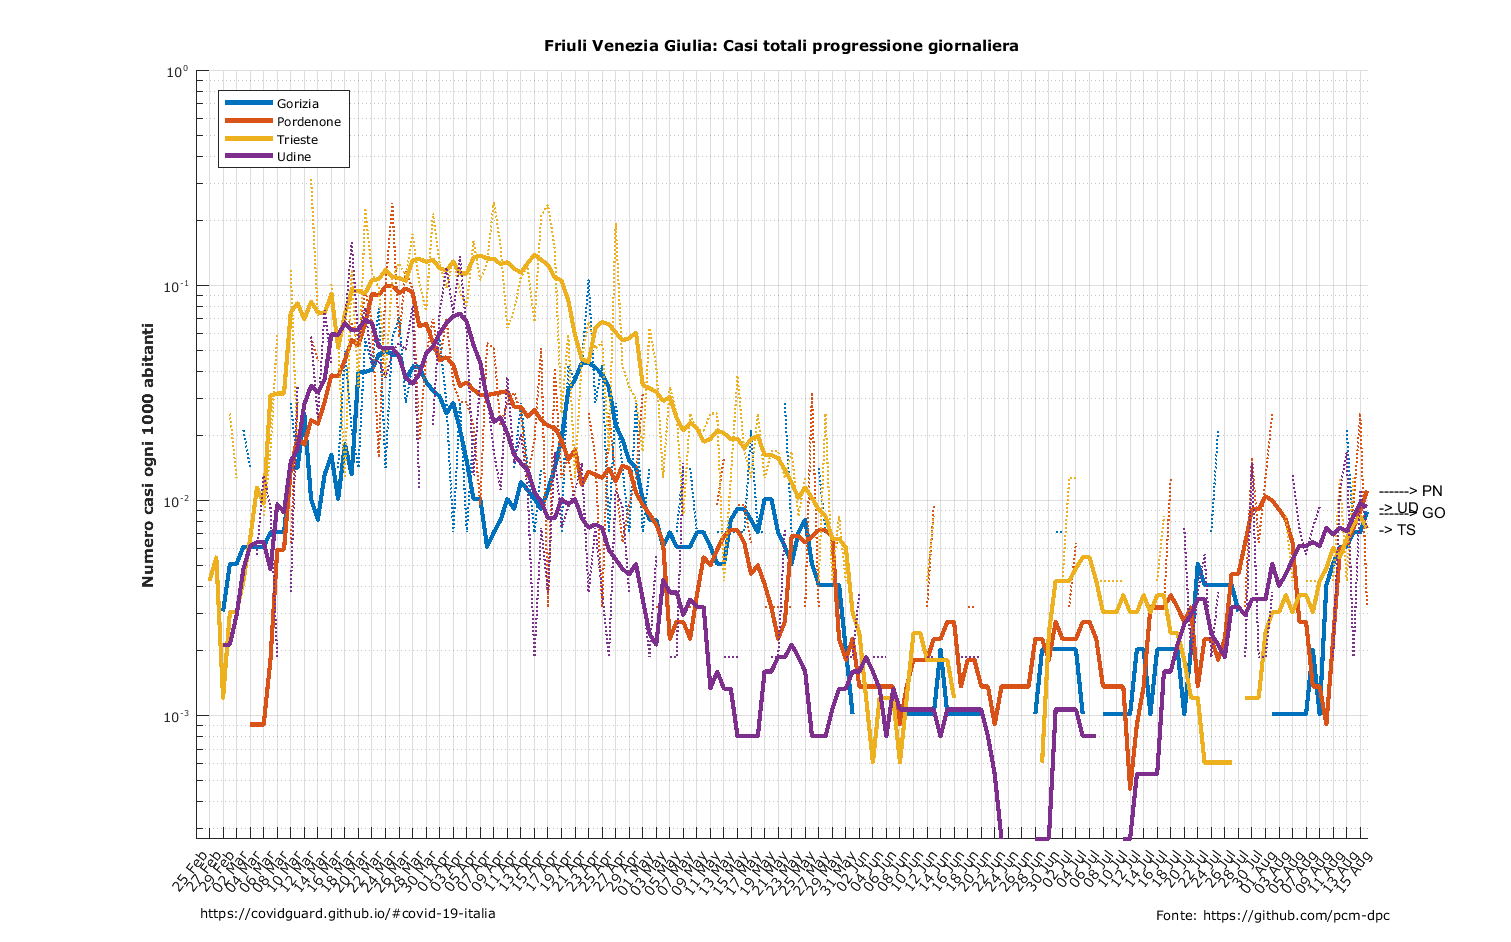 Friuli Venezia Giulia: Casi totali progressione giornaliera
10⁰
10⁻¹
10⁻²
10⁻³
Numero casi ogni 1000 abitanti
Gorizia
Pordenone
Trieste
Udine
------> PN
-> UD
------> GO
-> TS
25 Feb
27 Feb
29 Feb
02 Mar
04 Mar
06 Mar
08 Mar
10 Mar
12 Mar
14 Mar
16 Mar
18 Mar
20 Mar
22 Mar
24 Mar
26 Mar
28 Mar
30 Mar
01 Apr
03 Apr
05 Apr
07 Apr
09 Apr
11 Apr
13 Apr
15 Apr
17 Apr
19 Apr
21 Apr
23 Apr
25 Apr
27 Apr
29 Apr
01 May
03 May
05 May
07 May
09 May
11 May
13 May
15 May
17 May
19 May
21 May
23 May
25 May
27 May
29 May
31 May
02 Jun
04 Jun
06 Jun
08 Jun
10 Jun
12 Jun
14 Jun
16 Jun
18 Jun
20 Jun
22 Jun
24 Jun
26 Jun
28 Jun
30 Jun
02 Jul
04 Jul
06 Jul
08 Jul
10 Jul
12 Jul
14 Jul
16 Jul
18 Jul
20 Jul
22 Jul
24 Jul
26 Jul
28 Jul
30 Jul
01 Aug
03 Aug
05 Aug
07 Aug
09 Aug
11 Aug
13 Aug
15 Aug
https://covidguard.github.io/#covid-19-italia
Fonte: https://github.com/pcm-dpc